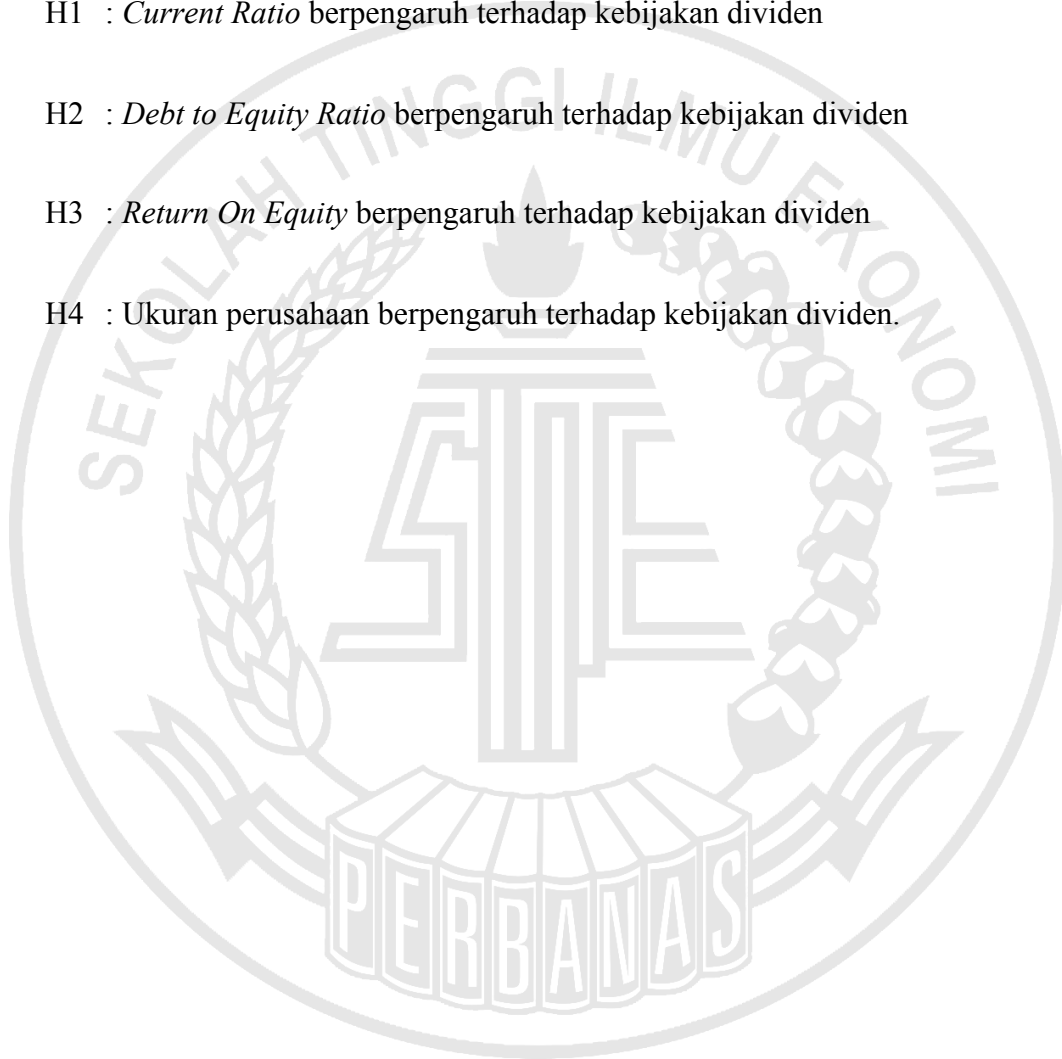 H1 : Current Ratio berpengaruh terhadap kebijakan dividen
H2 : Debt to Equity Ratio berpengaruh terhadap kebijakan dividen
H3 : Return On Equity berpengaruh terhadap kebijakan dividen
H4 : Ukuran perusahaan berpengaruh terhadap kebijakan dividen.
SEKOLAH TINGGI ILMU EKONOMI
STIE
PERBANAS